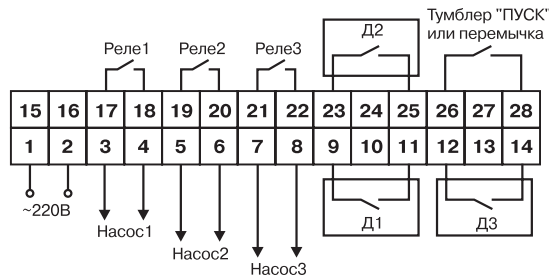 Тумблер "ПУСК"
или перемычка
Реле1 Реле2 Реле3 Д2
15 16 17 18 19 20 21 22 23 24 25 26 27 28
1 2 3 4 5 6 7 8 9 10 11 12 13 14
~220В
Насос1
Насос2
Насос3
Д1
Д3